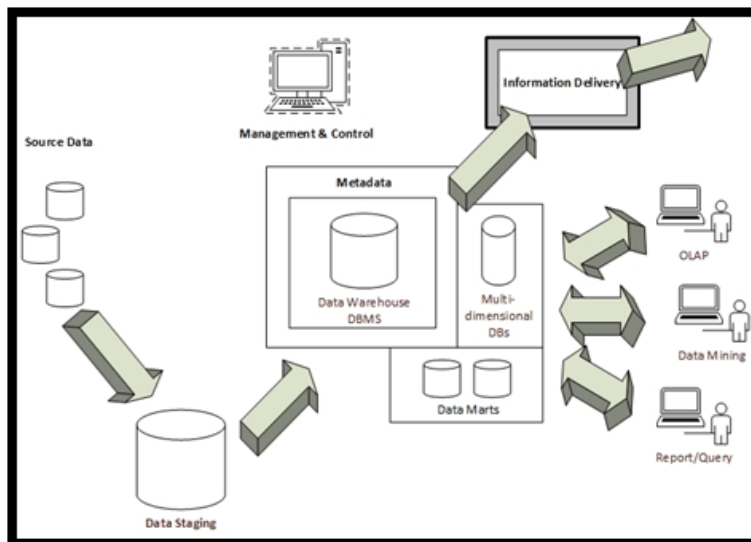 Information Delivery
Management & Control
Source Data
Metadata
Data Warehouse
DBMS
Multi-
dimensional
DBs
OLAP
Data Mining
Data Marts
Report/Query
Data Staging